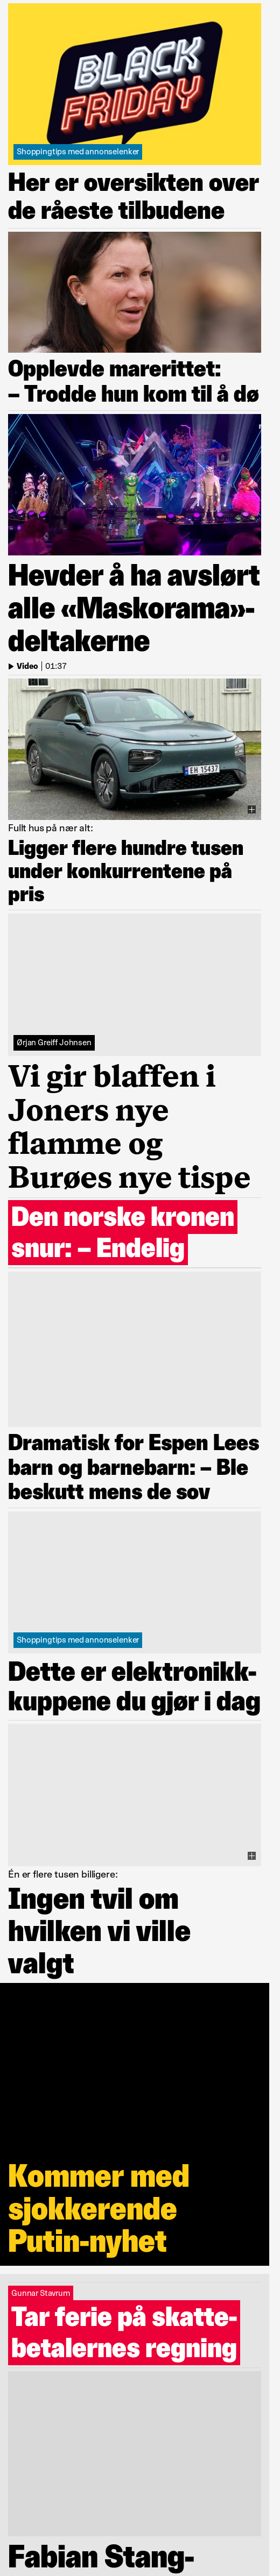 BLACK
FRIDAY
Shoppingtips med annonselenker
Her er oversikten over
de råeste tilbudene
Opplevde marerittet:
– Trodde hun kom til å dø
Hevder å ha avslørt
alle «Maskorama»-
deltakerne
Video | 01:37
EH 15437
Fullt hus på nær alt:
Ligger flere hundre tusen
under konkurrentene på
pris
Ørjan Greiff Johnsen
Vi gir blaffen i
Joners nye
flamme og
Burøes nye tispe
Den norske kronen
snur: – Endelig
Dramatisk for Espen Lees
barn og barnebarn: – Ble
beskutt mens de sov
Shoppingtips med annonselenker
Dette er elektronikk-
kuppene du gjør i dag
Én er flere tusen billigere:
Ingen tvil om
hvilken vi ville
valgt
Kommer med
sjokkerende
Putin-nyhet
Gunnar Stavrum
Tar ferie på skatte-
betalernes regning
Fabian Stang-